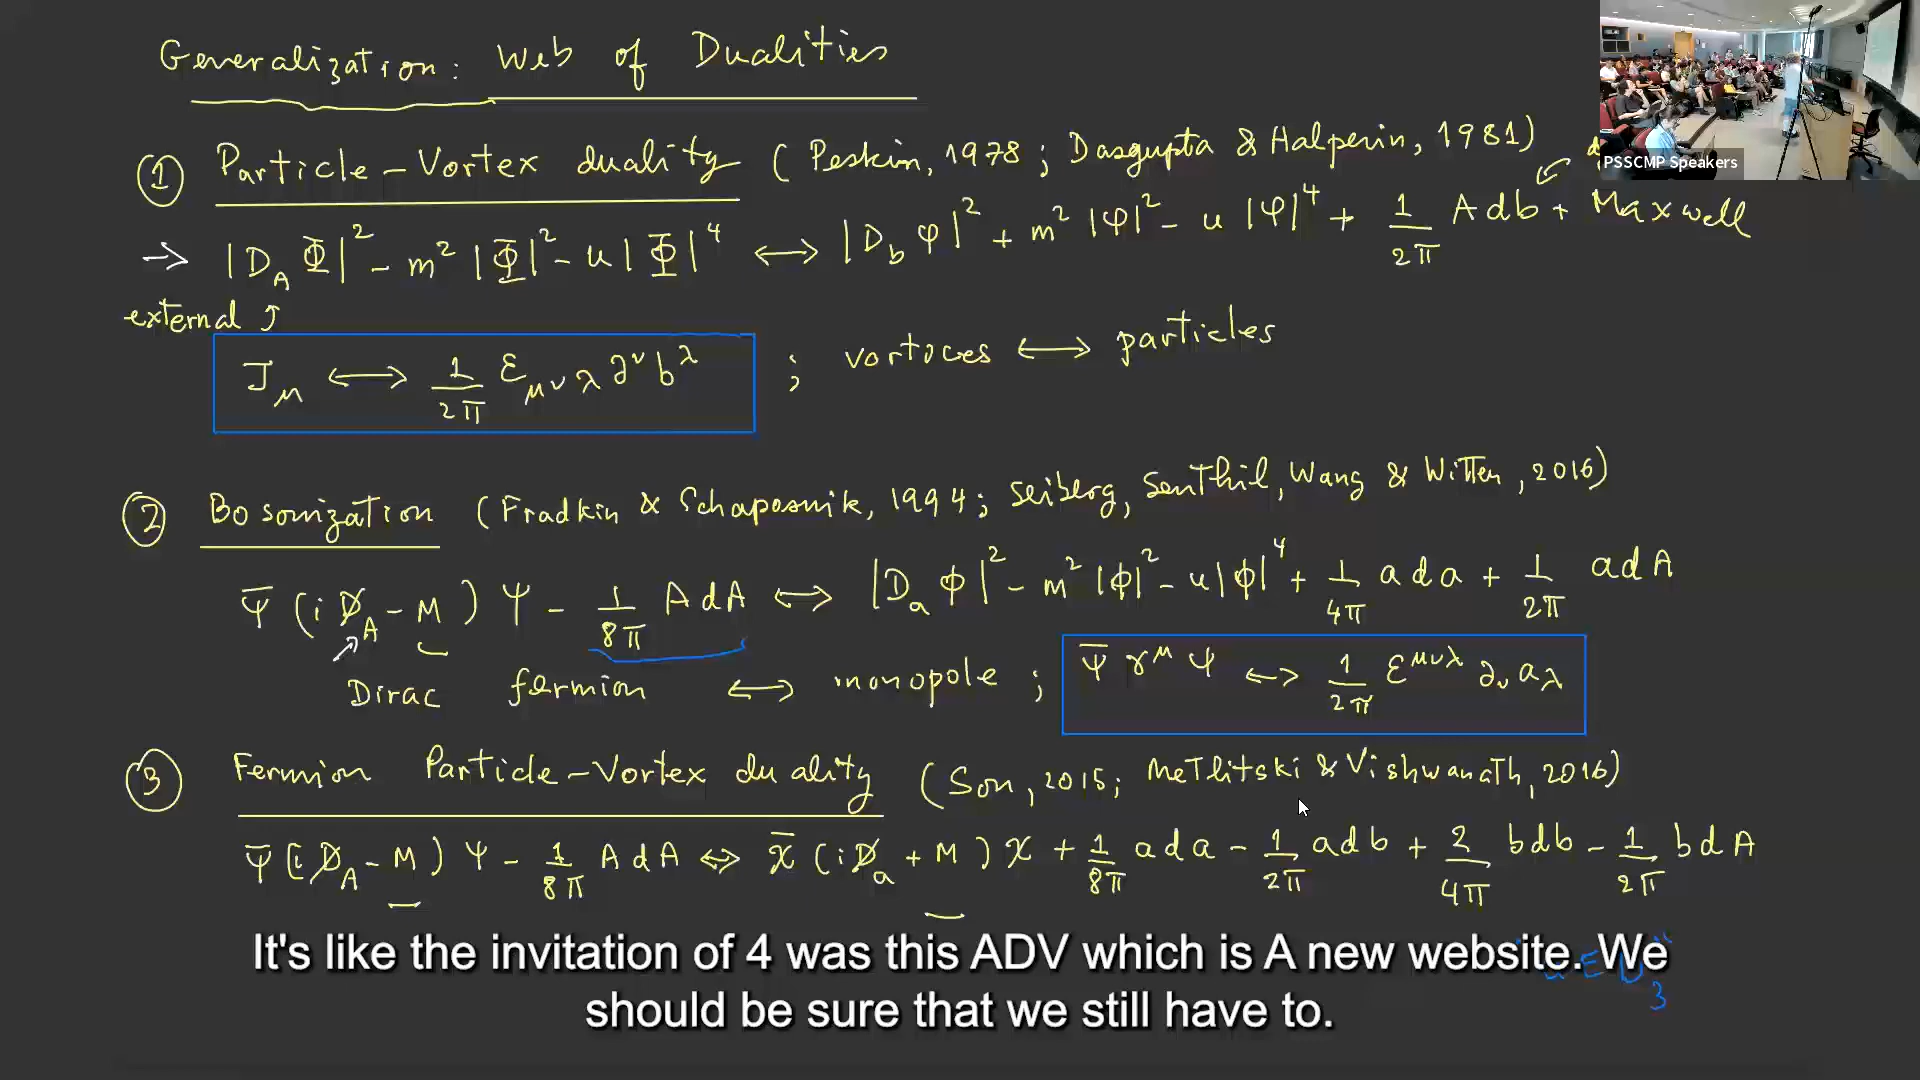 Generalization: Web of Dualities
① Particle-Vortex duality (Peskin, 1978; Dasgupta & Halperin, 1981)
PSSCMP Speakers
→ |D_A Φ|² - m² |Φ|² - u |Φ|⁴ ⟷ |D_b φ|² + m² |φ|² - u |φ|⁴ + 1/2π Adb + Maxwell
external ↑
J_μ ⟷ 1/2π ε_μνλ ∂^ν b^λ ; vortices ⟷ particles
② Bosonization (Fradkin & Schaposnik, 1994; Seiberg, Senthil, Wang & Witten, 2016)
Ψ̄ (i D̸_A - M) Ψ - 1/8π AdA ⟷ |D_a ϕ|² - m² |ϕ|² - u |ϕ|⁴ + 1/4π ada + 1/2π adA
Dirac fermion ⟷ monopole ; Ψ̄ γ^μ Ψ ⟷ 1/2π ε^μνλ ∂_ν a_λ
③ Fermion Particle-Vortex duality (Son, 2015; Metlitski & Vishwanath, 2016)
Ψ̄ [i D̸_A - M) Ψ - 1/8π AdA ⟷ χ̄ (i D̸_a + M) χ + 1/8π ada - 1/2π adb + 2/4π bdb - 1/2π bdA
It's like the invitation of 4 was this ADV which is A new website. We
should be sure that we still have to.